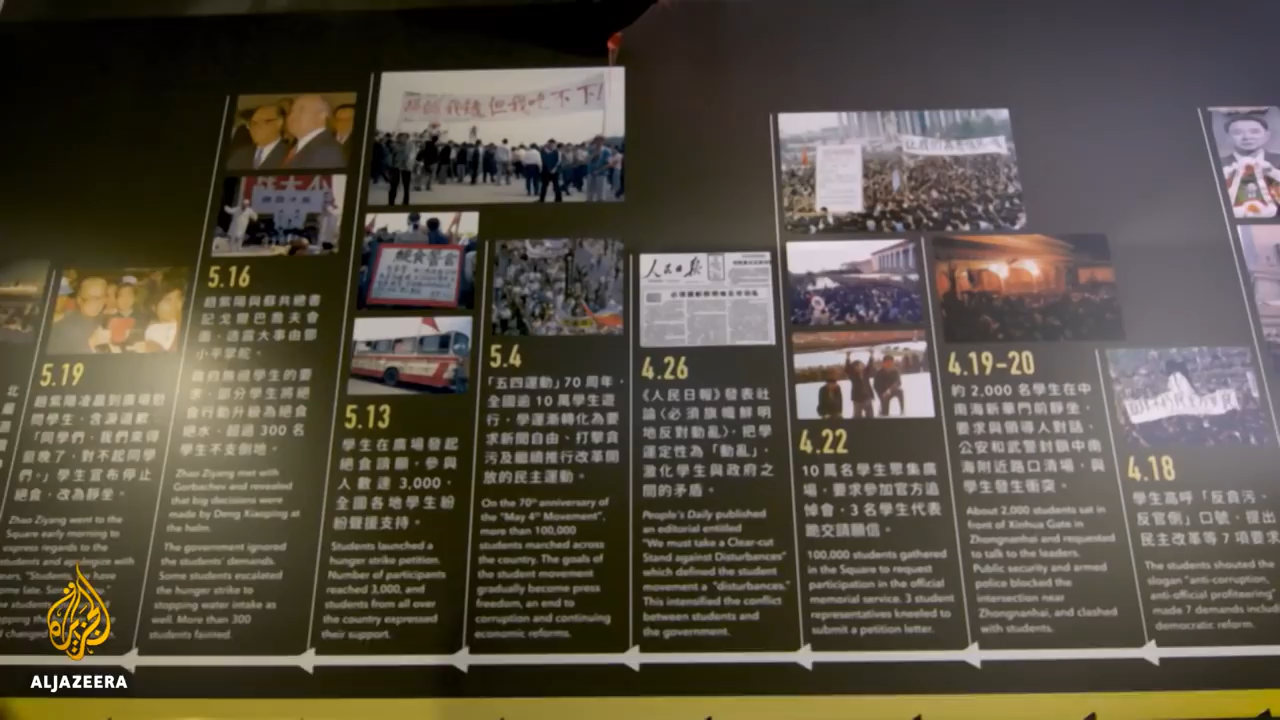 5.19
趙紫陽凌晨到廣場慰
問學生，含淚道歉，
「同學們，我們來得
太晚了，對不起同學
們。」學生宣布停止
絕食，改為靜坐。
Zhao Ziyang went to the
Square early morning to
express regards to the
students and apologize.
5.16
趙紫陽與蘇共總書
記戈爾巴喬夫會
面，透露大事由鄧
小平掌舵。
政府無視學生的要
求，部分學生將絕
食行動升級為絕食
絕水，超過 300 名
學生不支倒地。
Zhao Ziyang met with
Gorbachev and revealed
that big decisions were
made by Deng Xiaoping at
the helm.
The government ignored
the students' demands.
Some students escalated
the hunger strike to
stopping water intake as
well. More than 300
students fainted.
5.13
學生在廣場發起
絕食請願，參與
人數達 3,000，
全國各地學生紛
紛聲援支持。
Students launched a
hunger strike petition.
Number of participants
reached 3,000, and
students from all over
the country expressed
their support.
5.4
「五四運動」70 周年，
全國逾 10 萬學生遊
行，學運漸轉化為要
求新聞自由、打擊貪
污及繼續推行改革開
放的民主運動。
On the 70th anniversary of
the "May 4th Movement",
more than 100,000
students marched across
the country. The goals of
the student movement
gradually become press
freedom, an end to
corruption and continuing
economic reforms.
人民日報
4.26
《人民日報》發表社
論〈必須旗幟鮮明
地反對動亂〉，把學
運定性為「動亂」，
激化學生與政府之
間的矛盾。
People's Daily published
an editorial entitled
"We must take a Clear-cut
Stand against Disturbances"
which defined the student
movement a "disturbances."
This intensified the conflict
between students and
the government.
4.22
10 萬名學生聚集廣
場，要求參加官方追
悼會，3 名學生代表
跪交請願信。
100,000 students gathered
in the Square to request
participation in the official
memorial service. 3 student
representatives kneeled to
submit a petition letter.
4.19-20
約 2,000 名學生在中
南海新華門前靜坐，
要求與領導人對話，
公安和武警封鎖中南
海附近路口清場，與
學生發生衝突。
About 2,000 students sat in
front of Xinhua Gate in
Zhongnanhai and requested
to talk to the leaders.
Public security and armed
police blocked the
intersection near
Zhongnanhai, and clashed
with students.
4.18
學生高呼「反貪污、
反官倒」口號，提出
民主改革等 7 項要求
The students shouted the
slogan "anti-corruption,
anti-official profiteering"
made 7 demands includ
democratic reform.
ALJAZEERA